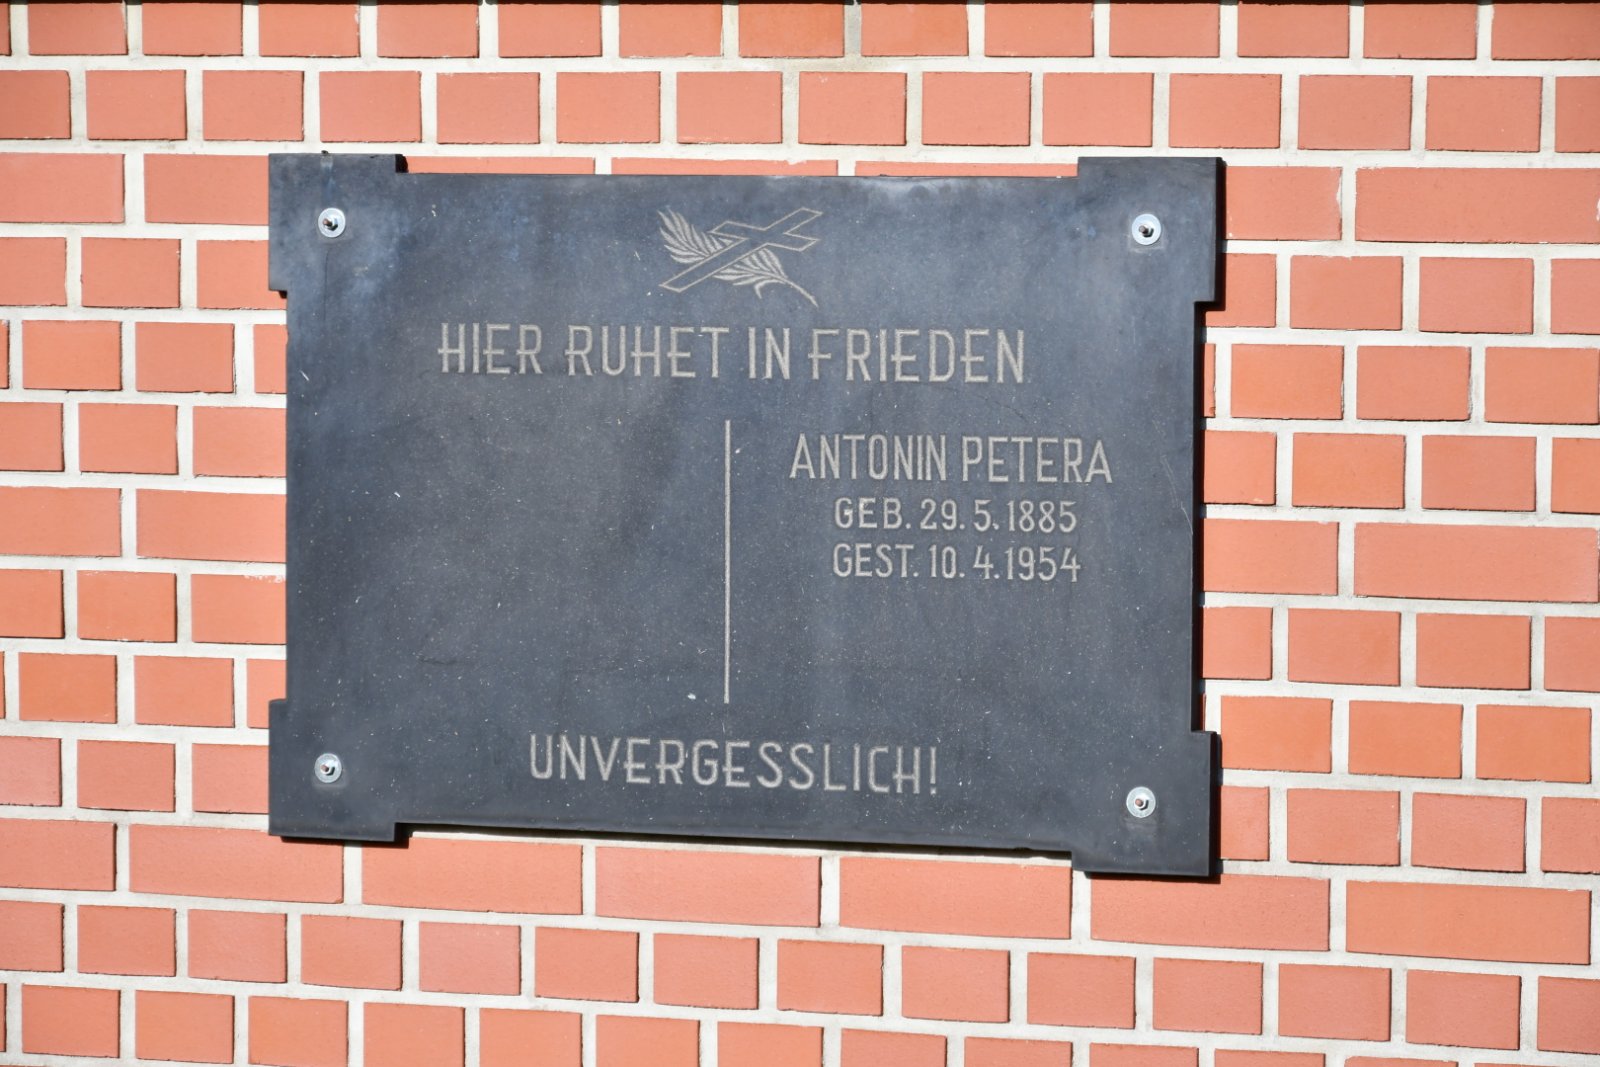 HIER RUHET IN FRIEDEN
ANTONIN PETERA
GEB. 29. 5. 1885
GEST. 10. 4. 1954
UNVERGESSLICH!